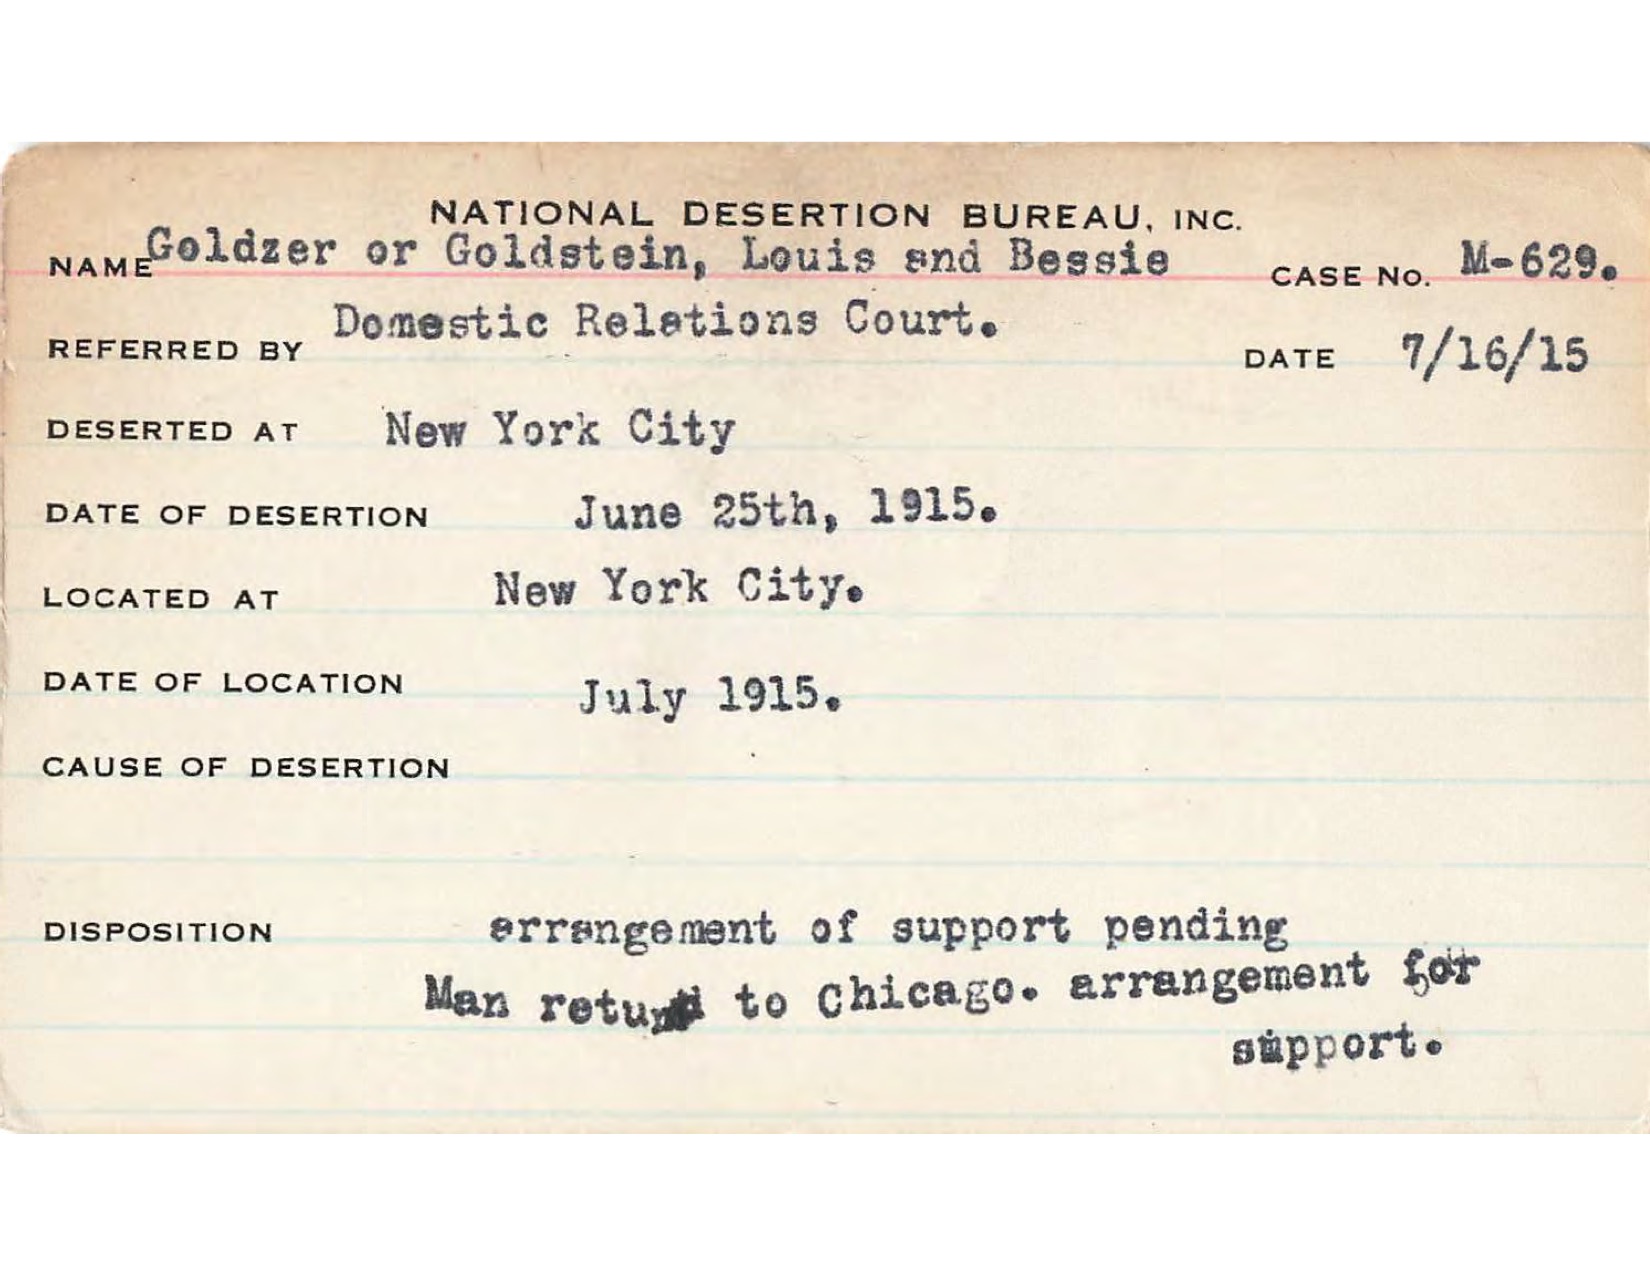 NATIONAL DESERTION BUREAU, INC.
NAME Goldzer or Goldstein, Louis and Bessie CASE No. M-629.
REFERRED BY Domestic Relations Court. DATE 7/16/15
DESERTED AT New York City
DATE OF DESERTION June 25th, 1915.
LOCATED AT New York City.
DATE OF LOCATION July 1915.
CAUSE OF DESERTION
DISPOSITION arrangement of support pending
Man to Chicago. arrangement for
support.